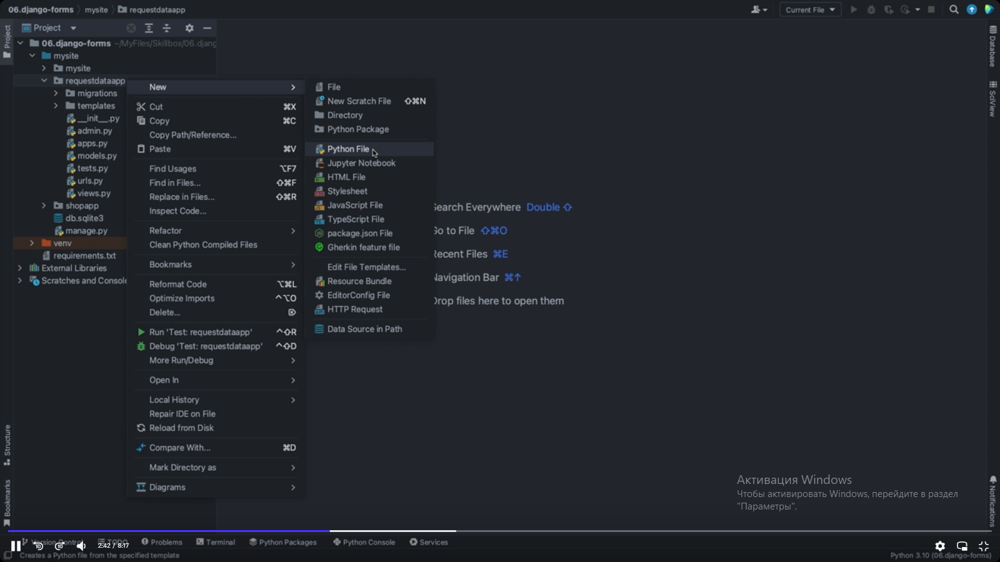 06.django-forms mysite requestdataapp
Current File
Project
Project
06.django-forms ~/MyFiles/Skillbox/06.djang
mysite
mysite
requestdataapp
migrations
templates
__init__.py
admin.py
apps.py
models.py
tests.py
urls.py
views.py
shopapp
db.sqlite3
manage.py
venv
requirements.txt
External Libraries
Scratches and Console
New
Cut ⌘X
Copy ⌘C
Copy Path/Reference...
Paste ⌘V
Find Usages ⌥F7
Find in Files... ⇧⌘F
Replace in Files... ⇧⌘R
Inspect Code...
Refactor
Clean Python Compiled Files
Bookmarks
Reformat Code ⌥⌘L
Optimize Imports ^⌥O
Delete... ⌦
Run 'Test: requestdataapp' ^⇧R
Debug 'Test: requestdataapp' ^⇧D
More Run/Debug
Open In
Local History
Repair IDE on File
Reload from Disk
Compare With... ⌘D
Mark Directory as
Diagrams
File
New Scratch File ⇧⌘N
Directory
Python Package
Python File
Jupyter Notebook
HTML File
Stylesheet
JavaScript File
TypeScript File
package.json File
Gherkin feature file
Edit File Templates...
Resource Bundle
EditorConfig File
HTTP Request
Data Source in Path
Search Everywhere Double ⇧
Go to File ⇧⌘O
Recent Files ⌘E
Navigation Bar ⌘↑
Drop files here to open them
Database
SciView
Notifications
Structure
Bookmarks
Активация Windows
Чтобы активировать Windows, перейдите в раздел
"Параметры".
Version Control TODO Problems Terminal Python Packages Python Console Services
10 10 2:42 / 8:17
Creates a Python file from the specified template
Python 3.10 (06.django-forms)